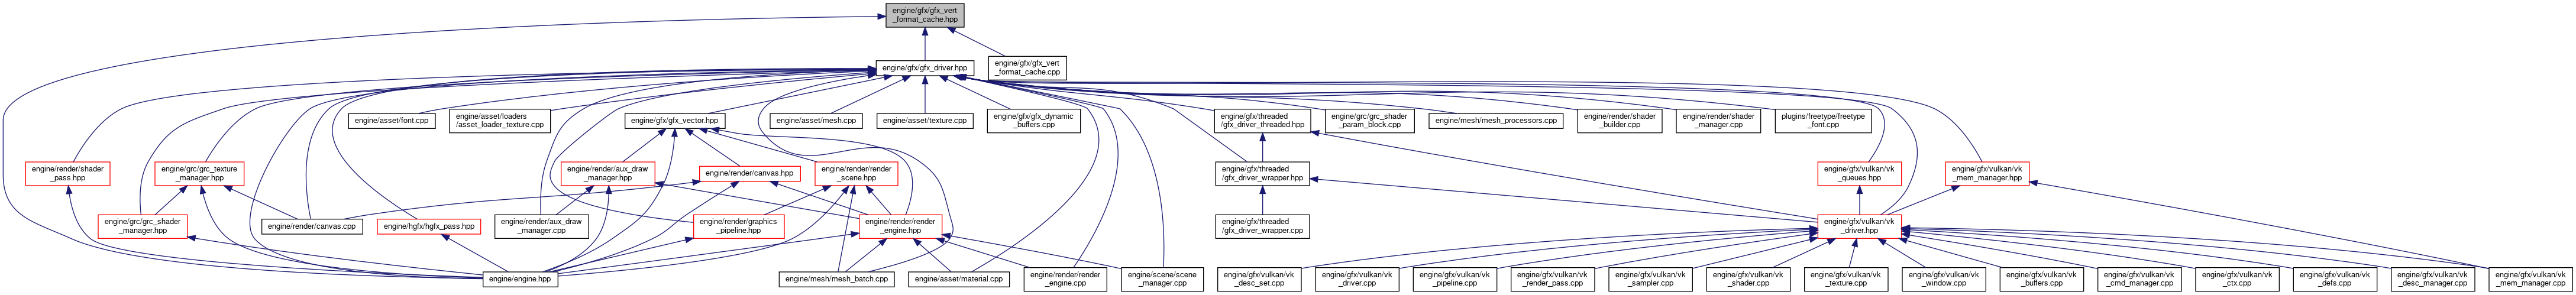 engine/gfx/gfx_vert
_format_cache.hpp
engine/gfx/gfx_driver.hpp
engine/gfx/gfx_vert
_format_cache.cpp
engine/asset/font.cpp
engine/asset/loaders
/asset_loader_texture.cpp
engine/gfx/gfx_vector.hpp
engine/asset/mesh.cpp
engine/asset/texture.cpp
engine/gfx/gfx_dynamic
_buffers.cpp
engine/gfx/threaded
/gfx_driver_threaded.hpp
engine/grc/grc_shader
_param_block.cpp
engine/mesh/mesh_processors.cpp
engine/render/shader
_builder.cpp
engine/render/shader
_manager.cpp
plugins/freetype/freetype
_font.cpp
engine/render/shader
_pass.hpp
engine/grc/grc_texture
_manager.hpp
engine/render/aux_draw
_manager.hpp
engine/render/canvas.hpp
engine/render/render
_scene.hpp
engine/gfx/threaded
/gfx_driver_wrapper.hpp
engine/gfx/vulkan/vk
_queues.hpp
engine/gfx/vulkan/vk
_mem_manager.hpp
engine/grc/grc_shader
_manager.hpp
engine/render/canvas.cpp
engine/hgfx/hgfx_pass.hpp
engine/render/aux_draw
_manager.cpp
engine/render/graphics
_pipeline.hpp
engine/render/render
_engine.hpp
engine/gfx/threaded
/gfx_driver_wrapper.cpp
engine/gfx/vulkan/vk
_driver.hpp
engine/engine.hpp
engine/mesh/mesh_batch.cpp
engine/asset/material.cpp
engine/render/render
_engine.cpp
engine/scene/scene
_manager.cpp
engine/gfx/vulkan/vk
_desc_set.cpp
engine/gfx/vulkan/vk
_driver.cpp
engine/gfx/vulkan/vk
_pipeline.cpp
engine/gfx/vulkan/vk
_render_pass.cpp
engine/gfx/vulkan/vk
_sampler.cpp
engine/gfx/vulkan/vk
_shader.cpp
engine/gfx/vulkan/vk
_texture.cpp
engine/gfx/vulkan/vk
_window.cpp
engine/gfx/vulkan/vk
_buffers.cpp
engine/gfx/vulkan/vk
_cmd_manager.cpp
engine/gfx/vulkan/vk
_ctx.cpp
engine/gfx/vulkan/vk
_defs.cpp
engine/gfx/vulkan/vk
_desc_manager.cpp
engine/gfx/vulkan/vk
_mem_manager.cpp